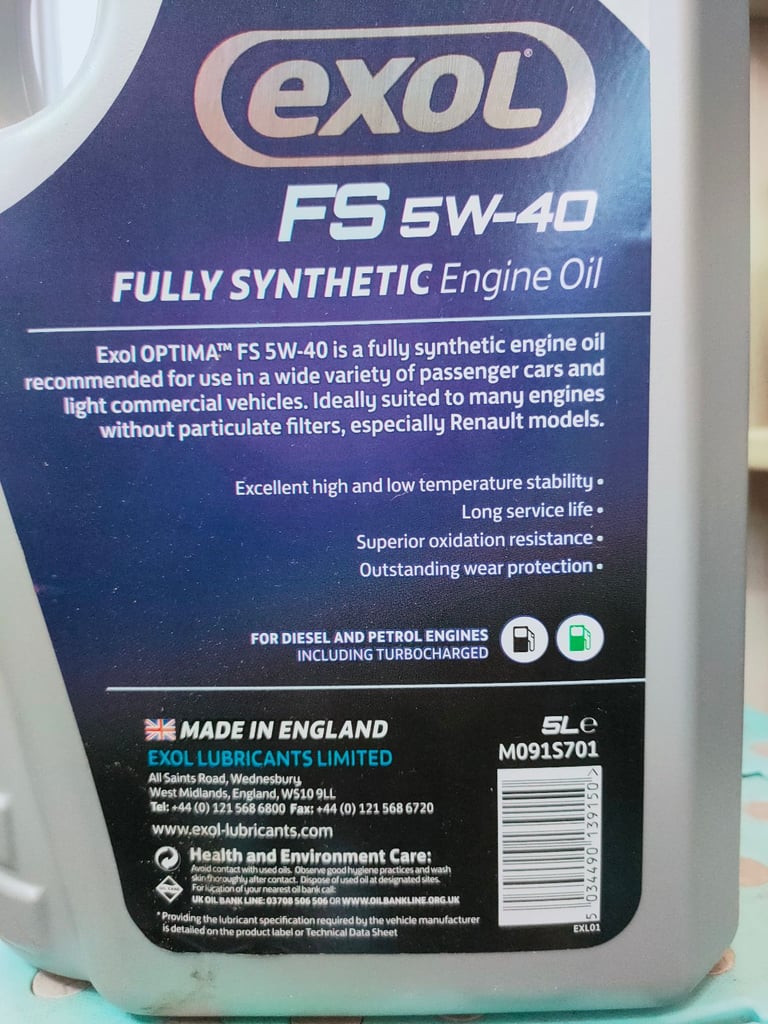 exol®
FS 5W-40
FULLY SYNTHETIC Engine Oil
Exol OPTIMA™ FS 5W-40 is a fully synthetic engine oil
recommended for use in a wide variety of passenger cars and
light commercial vehicles. Ideally suited to many engines
without particulate filters, especially Renault models.
Excellent high and low temperature stability •
Long service life •
Superior oxidation resistance •
Outstanding wear protection •
FOR DIESEL AND PETROL ENGINES
INCLUDING TURBOCHARGED
MADE IN ENGLAND
EXOL LUBRICANTS LIMITED
All Saints Road, Wednesbury
West Midlands, England, WS10 9LL
Tel: +44 (0) 121 568 6800 Fax: +44 (0) 121 568 6720
www.exol-lubricants.com
5L e
M091S701
5 034490 139150 >
EXL01
Health and Environment Care:
Avoid contact with used oils. Observe good hygiene practices and wash
skin thoroughly after contact. Dispose of used oil at designated sites.
For location of your nearest oil bank call:
UK OIL BANK LINE: 03708 506 506 OR WWW.OILBANKLINE.ORG.UK
OIL CARE
* Providing the lubricant specification required by the vehicle manufacturer
is detailed on the product label or Technical Data Sheet